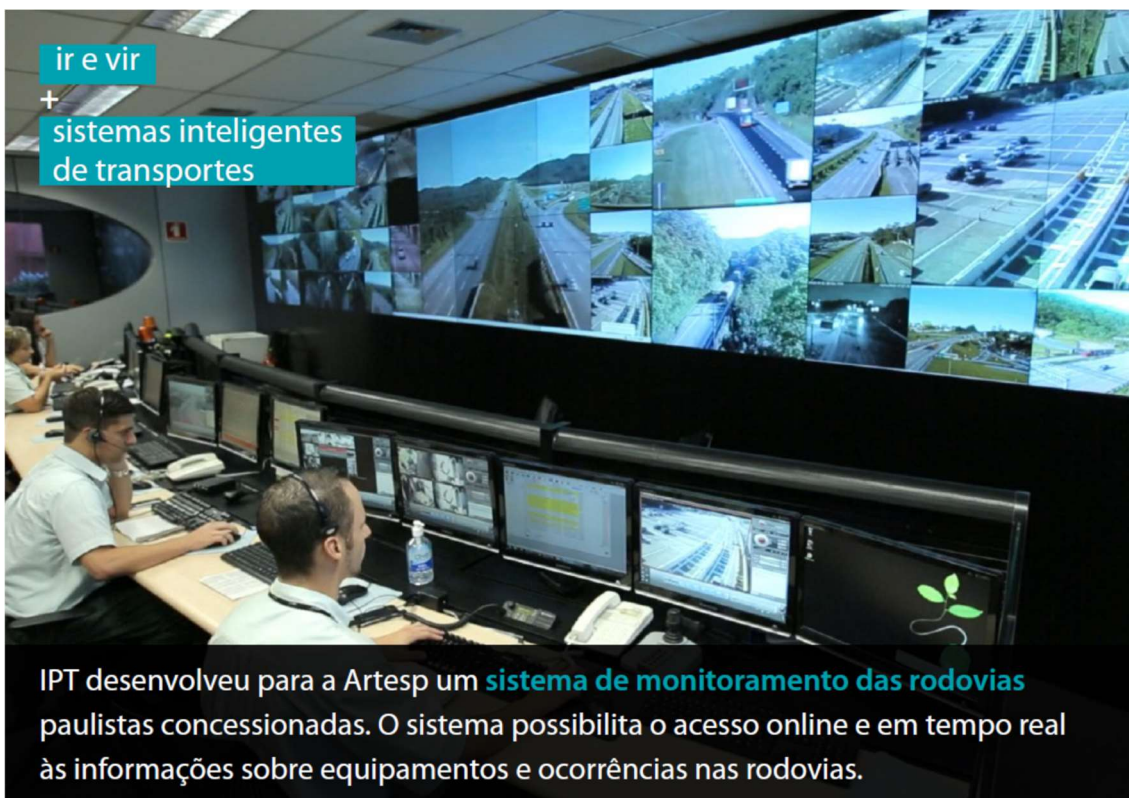 ir e vir
+
sistemas inteligentes
de transportes
IPT desenvolveu para a Artesp um sistema de monitoramento das rodovias
paulistas concessionadas. O sistema possibilita o acesso online e em tempo real
às informações sobre equipamentos e ocorrências nas rodovias.